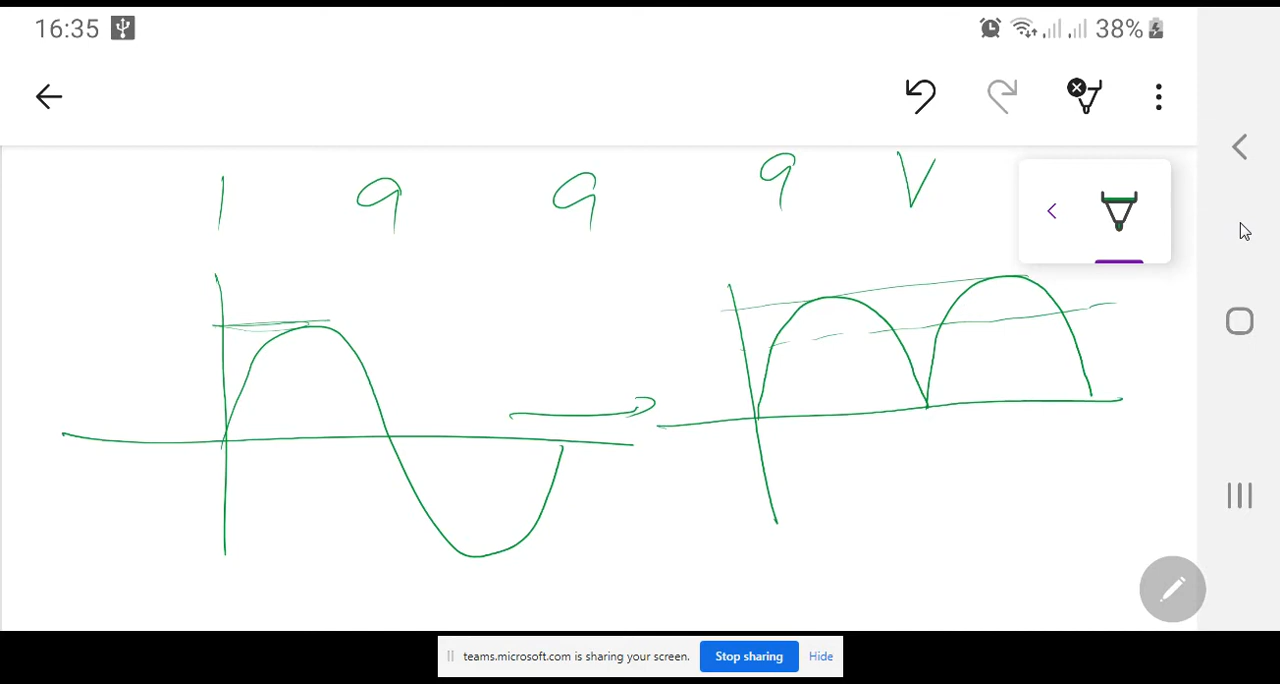 16:35 38%
1 9 9 9 V
teams.microsoft.com is sharing your screen. Stop sharing Hide